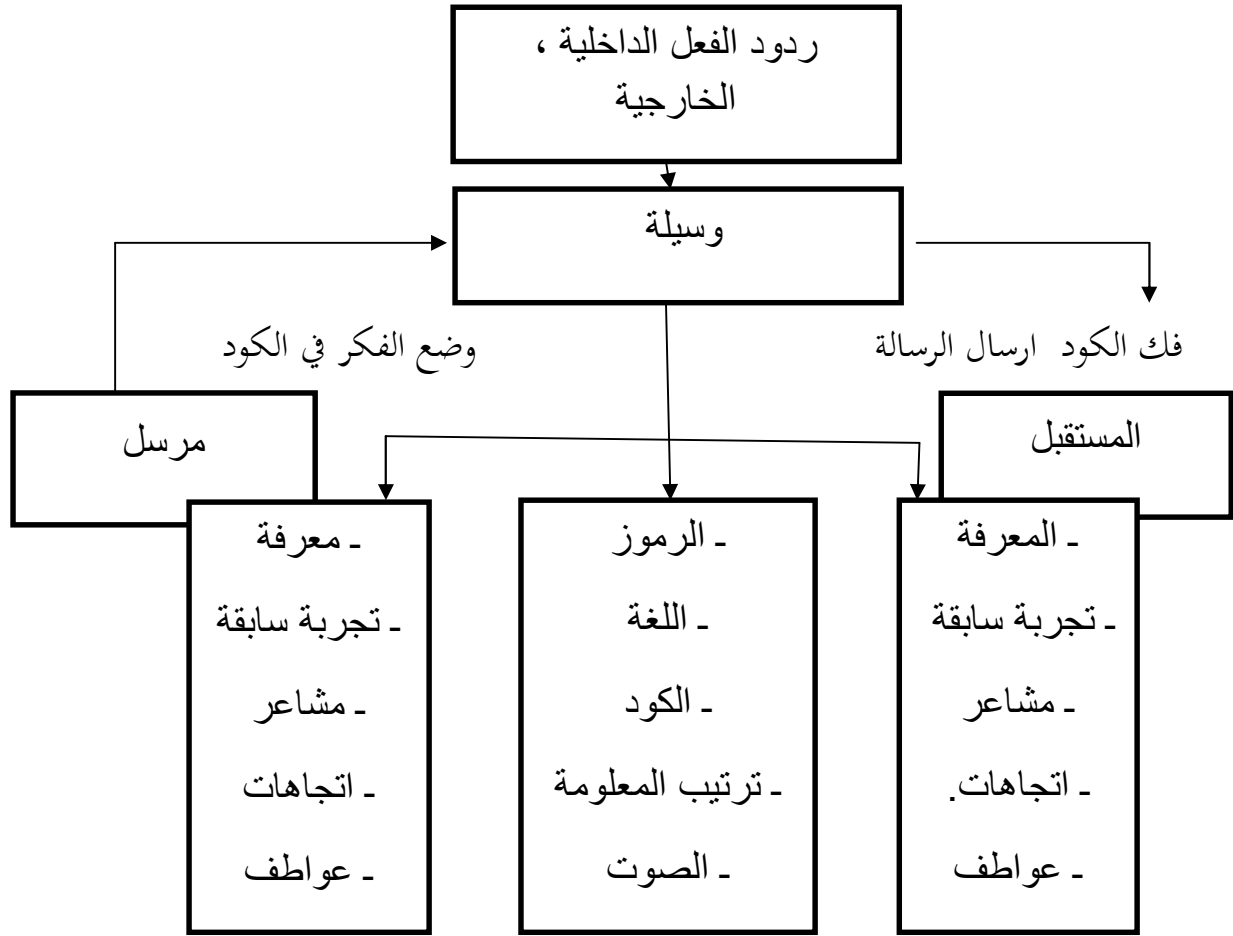 ردود الفعل الداخلية ،
الخارجية
وسيلة
فك الكود ارسال الرسالة
وضع الفكر في الكود
المستقبل
مرسل
ـ المعرفة
ـ تجربة سابقة
ـ مشاعر
ـ اتجاهات.
ـ عواطف
ـ الرموز
ـ اللغة
ـ الكود
ـ ترتيب المعلومة
ـ الصوت
ـ معرفة
ـ تجربة سابقة
ـ مشاعر
ـ اتجاهات
ـ عواطف